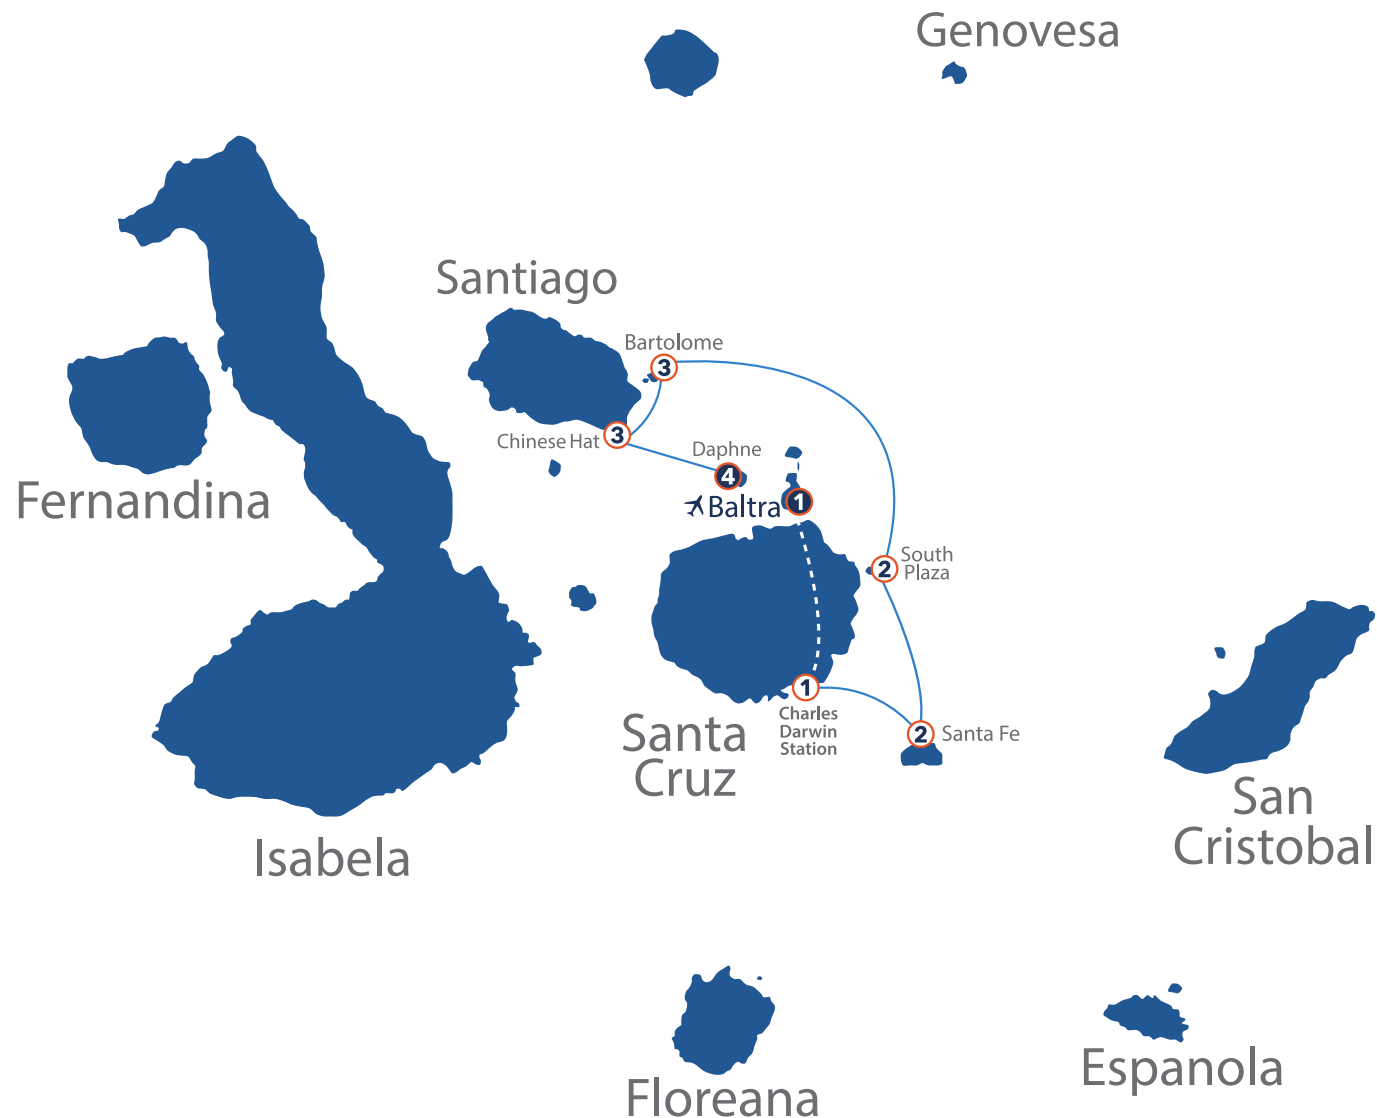 Genovesa
Santiago
Bartolome
3
Chinese Hat
3
Daphne
4
Baltra
1
Fernandina
South
Plaza
2
1
Charles
Darwin
Station
2
Santa Fe
Santa
Cruz
San
Cristobal
Isabela
Espanola
Floreana